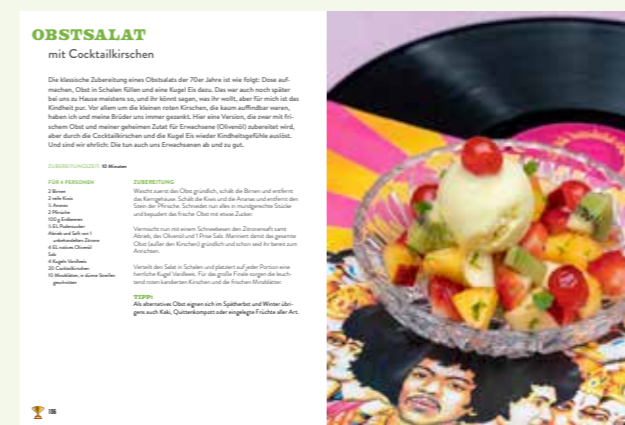 OBSTSALAT
mit Cocktailkirschen
Die klassische Zubereitung eines Obstsalats der 70er Jahre ist wie folgt: Dose auf-
machen, Obst in Schalen füllen und eine Kugel Eis dazu. Das war auch noch später
bei uns zu Hause meistens so, und ihr könnt sagen, was ihr wollt, aber für mich ist das
Kindheit pur. Vor allem um die kleinen roten Kirschen, die kaum auffindbar waren,
haben ich und meine Brüder uns immer gezankt. Hier eine Version, die zwar mit fri-
schem Obst und meiner geheimen Zutat für Erwachsene (Olivenöl) zubereitet wird,
aber durch die Cocktailkirschen und die Kugel Eis wieder Kindheitsgefühle auslöst.
Und sind wir ehrlich: Die tun auch uns Erwachsenen ab und zu gut.
ZUBEREITUNGSZEIT: 10 Minuten
FÜR 4 PERSONEN
2 Birnen
2 reife Kiwis
½ Ananas
2 Pfirsiche
100 g Erdbeeren
½ EL Puderzucker
Abrieb und Saft von 1
unbehandelten Zitrone
4 EL natives Olivenöl
Salz
4 Kugeln Vanilleeis
20 Cocktailkirschen
10 Minzblätter, in dünne Streifen
geschnitten
ZUBEREITUNG
Wascht zuerst das Obst gründlich, schält die Birnen und entfernt
das Kerngehäuse. Schält die Kiwis und die Ananas und entfernt den
Stein der Pfirsiche. Schneidet nun alles in mundgerechte Stücke
und bepudert das frische Obst mit etwas Zucker.
Vermischt nun mit einem Schneebesen den Zitronensaft samt
Abrieb, das Olivenöl und 1 Prise Salz. Mariniert damit das gesamte
Obst (außer den Kirschen) gründlich und schon seid ihr bereit zum
Anrichten.
Verteilt den Salat in Schalen und platziert auf jeder Portion eine
herrliche Kugel Vanilleeis. Für das große Finale sorgen die leuch-
tend roten kandierten Kirschen und die frischen Minzblätter.
TIPP:
Als alternatives Obst eignen sich im Spätherbst und Winter übri-
gens auch Kaki, Quittenkompott oder eingelegte Früchte aller Art.
106